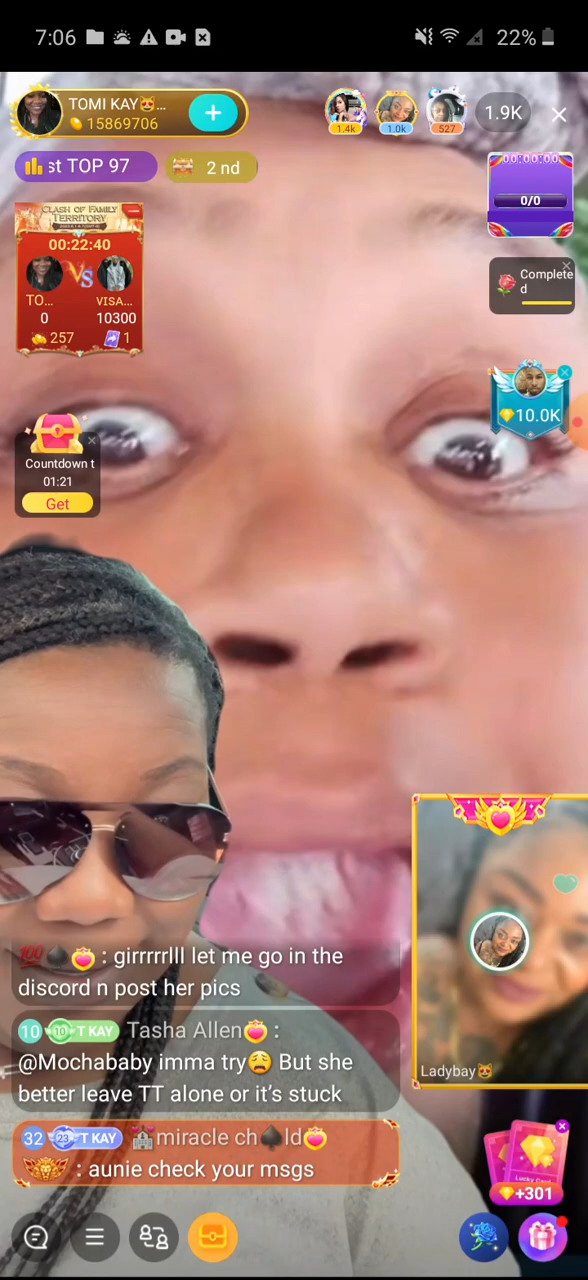 7:06
22%
TOMI KAY😻...
15869706
1.4k
1.0k
527
1.9K
st TOP 97
2 nd
00:00:00
0/0
CLASH OF FAMILY
TERRITORY
00:22:40
VS
TO...
VISA...
0
10300
257
1
Complete
d
10.0K
Countdown t
01:21
Get
💯♠️💝 : girrrrrlll let me go in the
discord n post her pics
10 10 T KAY Tasha Allen💝 :
@Mochababy imma try😩 But she
better leave TT alone or it’s stuck
32 23 T KAY 🏰miracle ch♠️ld💝
: aunie check your msgs
Ladybay😻
Lucky Card
+301